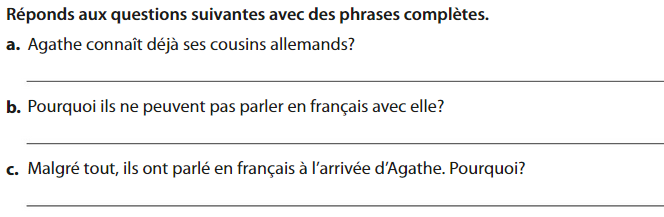 Réponds aux questions suivantes avec des phrases complètes.
a. Agathe connaît déjà ses cousins allemands?
b. Pourquoi ils ne peuvent pas parler en français avec elle?
c. Malgré tout, ils ont parlé en français à l'arrivée d'Agathe. Pourquoi?